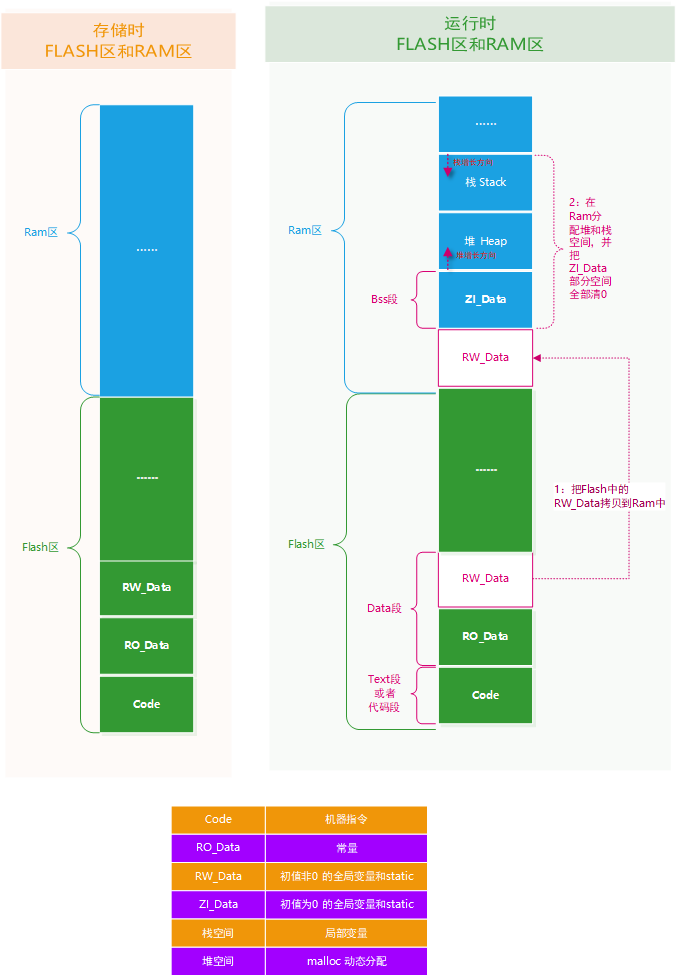 存储时
FLASH区和RAM区
Ram区
......
Flash区
......
RW_Data
RO_Data
Code
运行时
FLASH区和RAM区
......
栈增长方向
栈 Stack
Ram区
堆 Heap
堆增长方向
Bss段
ZI_Data
RW_Data
2：在
Ram分
配堆和栈
空间，并
把
ZI_Data
部分空间
全部清0
......
1：把Flash中的
RW_Data拷贝到Ram中
Flash区
RW_Data
Data段
RO_Data
Text段
或者
代码段
Code
Code 机器指令
RO_Data 常量
RW_Data 初值非0 的全局变量和static
ZI_Data 初值为0 的全局变量和static
栈空间 局部变量
堆空间 malloc 动态分配